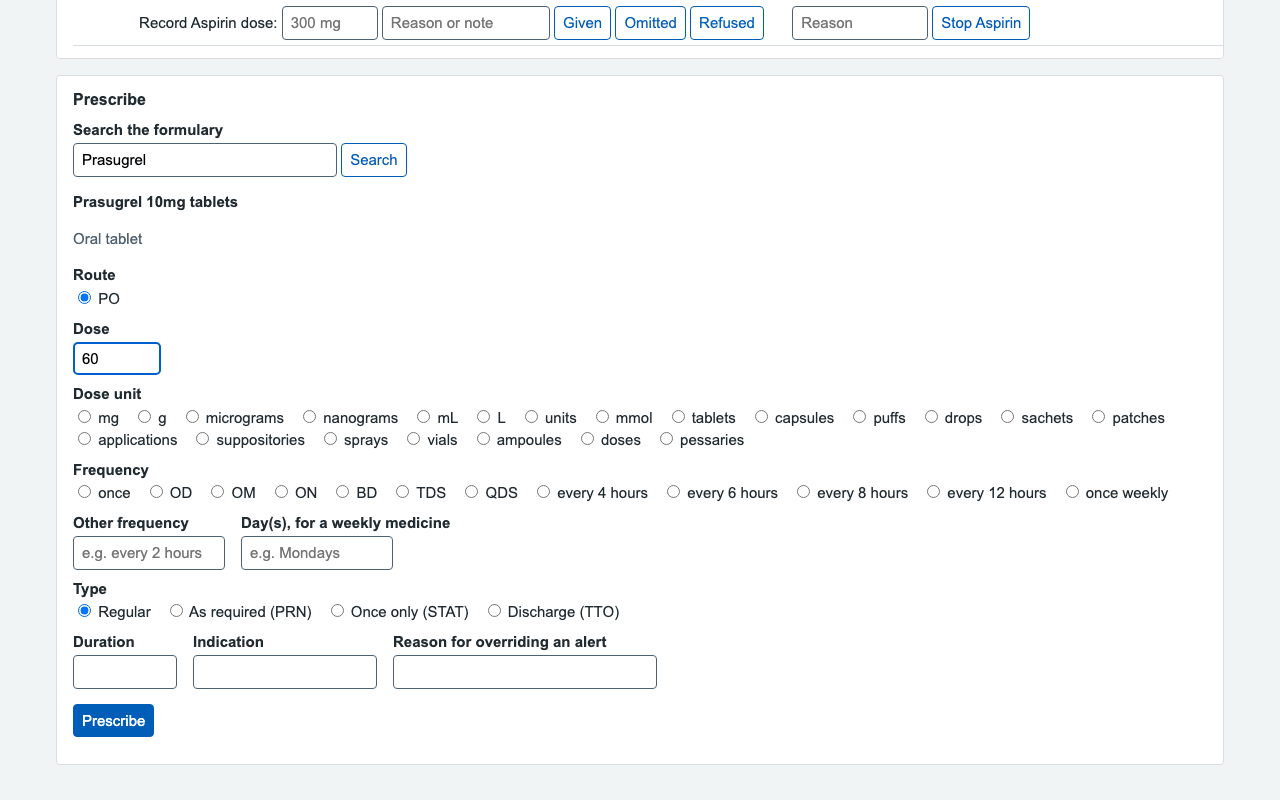 Record Aspirin dose: 300 mg Reason or note Given Omitted Refused Reason Stop Aspirin
Prescribe
Search the formulary
Prasugrel Search
Prasugrel 10mg tablets
Oral tablet
Route
PO
Dose
60
Dose unit
mg g micrograms nanograms mL L units mmol tablets capsules puffs drops sachets patches
applications suppositories sprays vials ampoules doses pessaries
Frequency
once OD OM ON BD TDS QDS every 4 hours every 6 hours every 8 hours every 12 hours once weekly
Other frequency Day(s), for a weekly medicine
e.g. every 2 hours e.g. Mondays
Type
Regular As required (PRN) Once only (STAT) Discharge (TTO)
Duration Indication Reason for overriding an alert
Prescribe